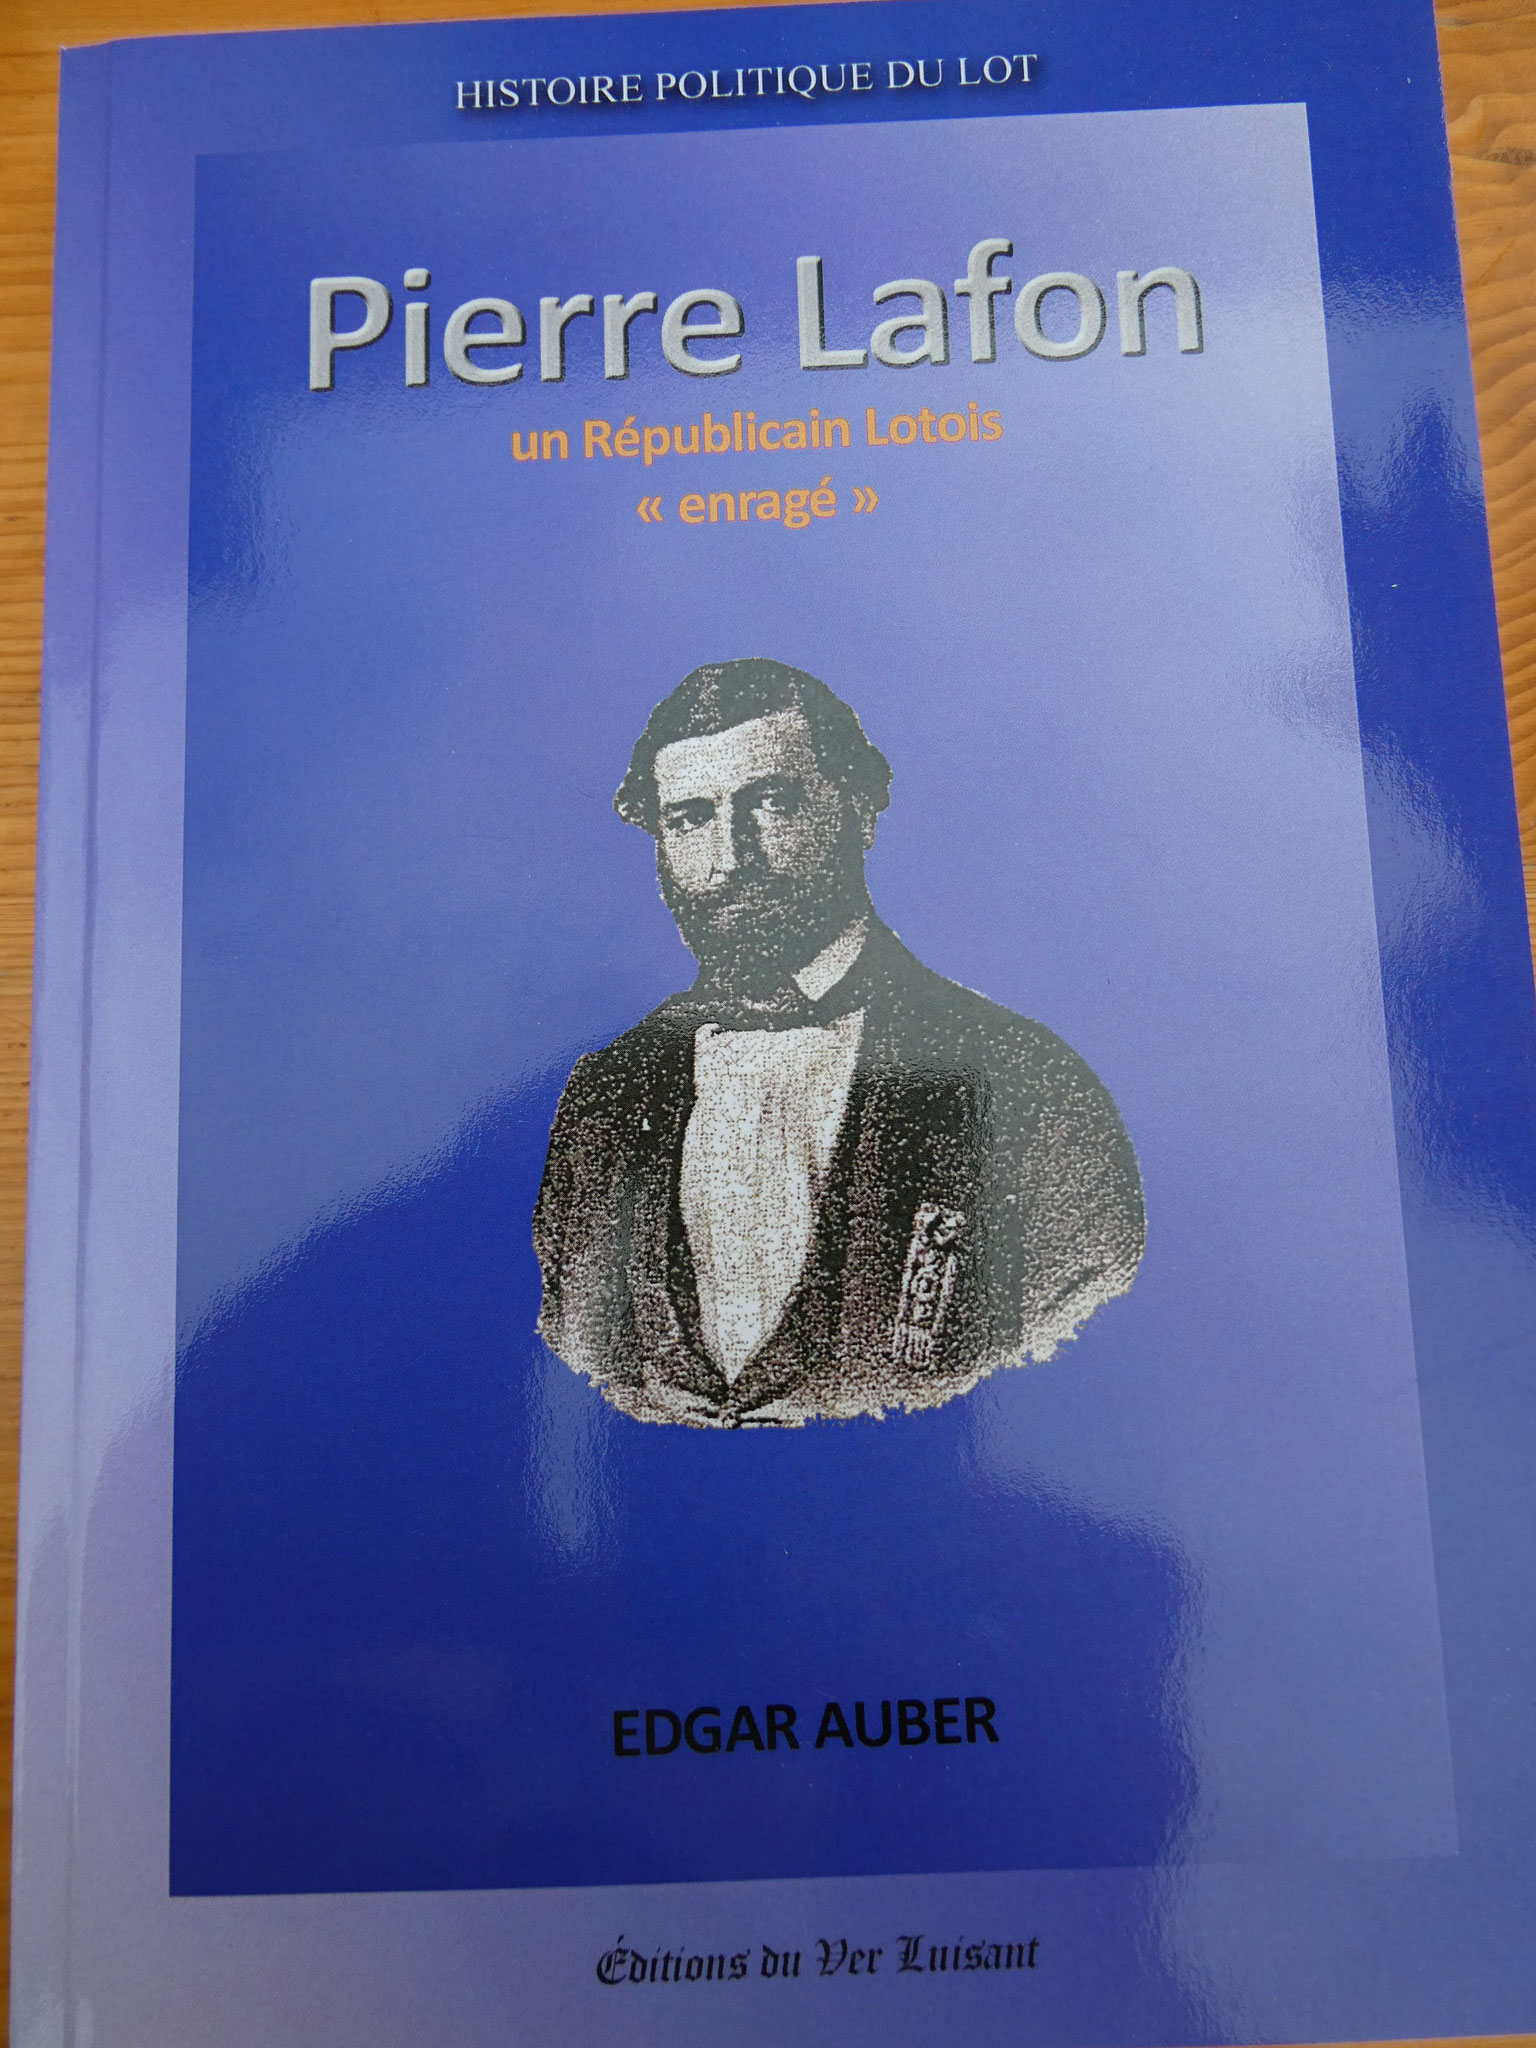 HISTOIRE POLITIQUE DU LOT
Pierre Lafon
un Républicain Lotois
« enragé »
EDGAR AUBER
Éditions du Ver Luisant